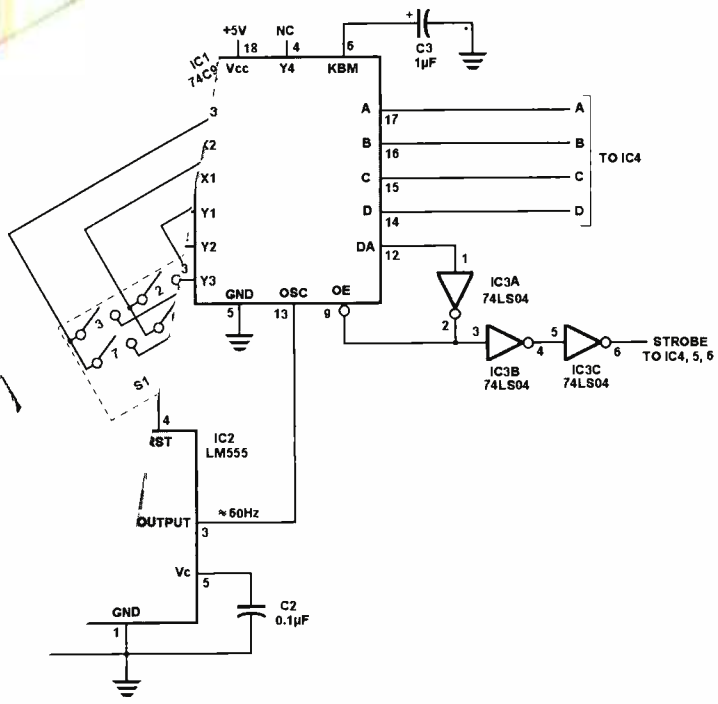 +5V NC
18 4 6
IC1
74C9
Vcc Y4 KBM
C3
1µF
+
3
X2
X1
Y1
Y2
Y3
A 17 A
B 16 B
C 15 C
D 14 D
TO IC4
DA 12
GND OSC OE
5 13 9
1
IC3A
74LS04
2
3 4 5 6
IC3B
74LS04
IC3C
74LS04
STROBE
TO IC4, 5, 6
3 2 3
7
S1
4
RST
IC2
LM555
OUTPUT ≈60Hz
3
Vc
5
C2
0.1µF
GND
1